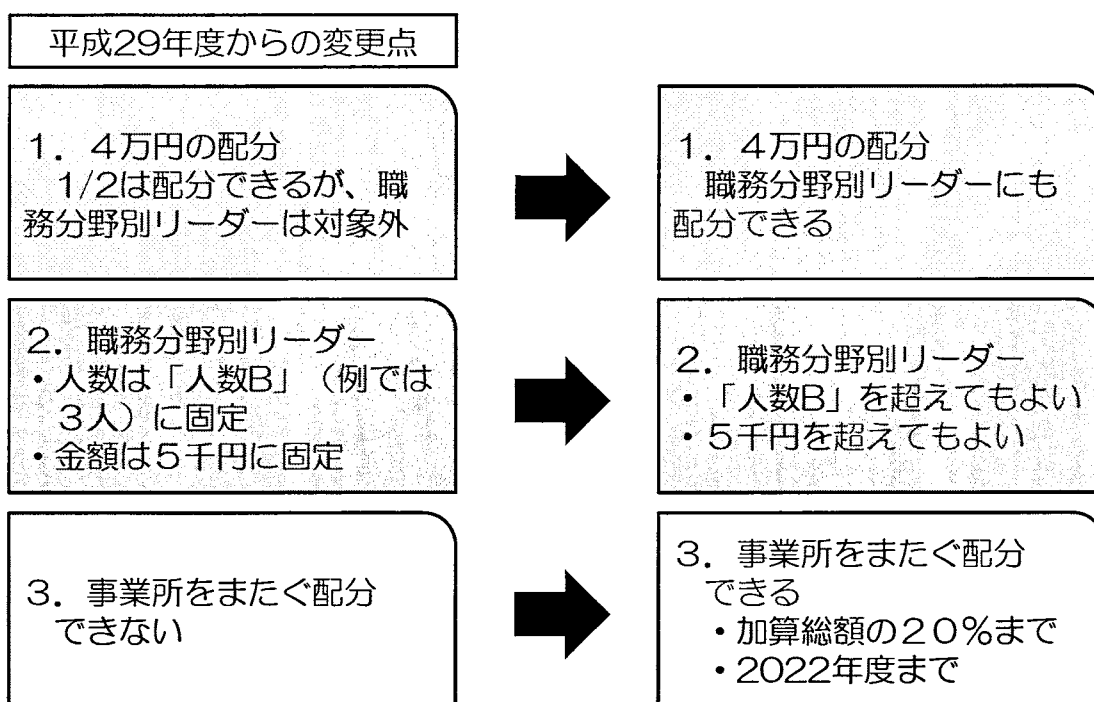 平成29年度からの変更点
1．4万円の配分
1/2は配分できるが、職
務分野別リーダーは対象外
1．4万円の配分
職務分野別リーダーにも
配分できる
2．職務分野別リーダー
・人数は「人数B」（例では
3人）に固定
・金額は5千円に固定
2．職務分野別リーダー
・「人数B」を超えてもよい
・5千円を超えてもよい
3．事業所をまたぐ配分
できない
3．事業所をまたぐ配分
できる
・加算総額の20％まで
・2022年度まで